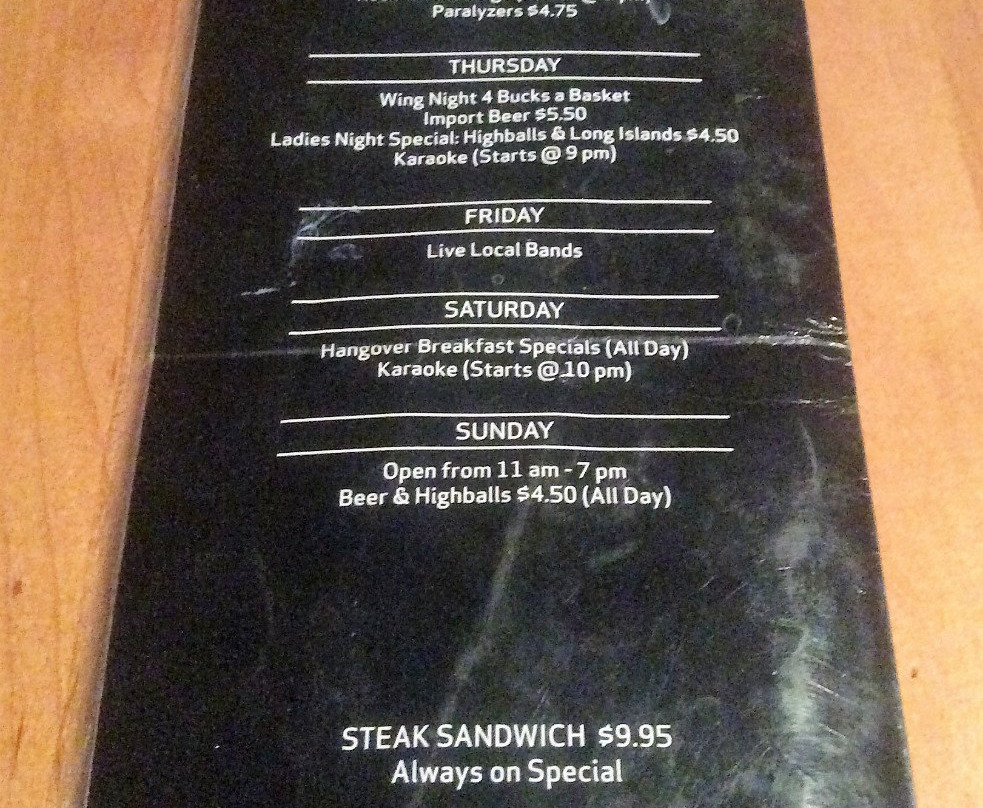 Paralyzers $4.75
THURSDAY
Wing Night 4 Bucks a Basket
Import Beer $5.50
Ladies Night Special: Highballs & Long Islands $4.50
Karaoke (Starts @ 9 pm)
FRIDAY
Live Local Bands
SATURDAY
Hangover Breakfast Specials (All Day)
Karaoke (Starts @ 10 pm)
SUNDAY
Open from 11 am - 7 pm
Beer & Highballs $4.50 (All Day)
STEAK SANDWICH $9.95
Always on Special